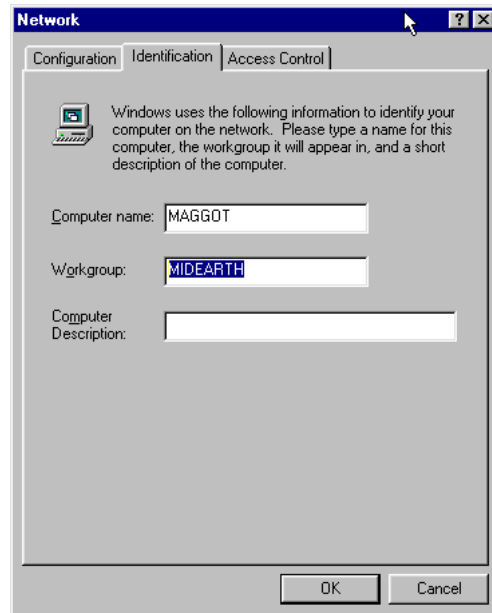 Network
Configuration Identification Access Control
Windows uses the following information to identify your
computer on the network. Please type a name for this
computer, the workgroup it will appear in, and a short
description of the computer.
Computer name: MAGGOT
Workgroup: MIDEARTH
Computer
Description:
OK Cancel